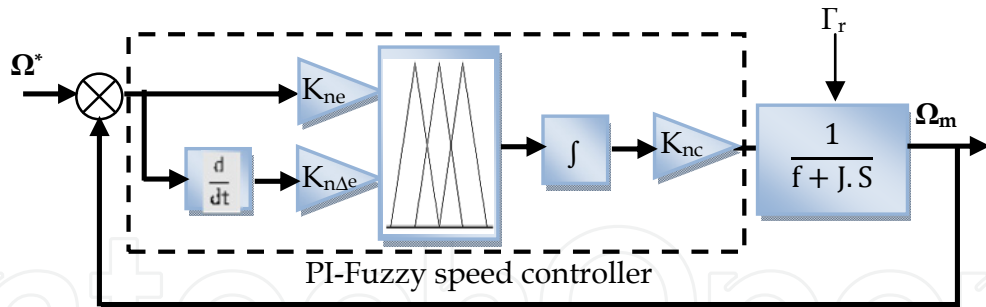 Γr
Ω*
Kne
d
dt
KnΔe
∫
Knc
1
f + J. S
Ωm
PI-Fuzzy speed controller